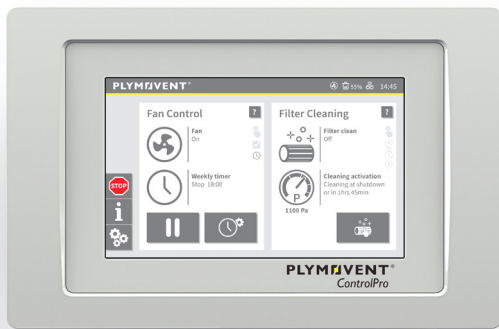 PLYMOVENT®
55% 14:45
Fan Control ?
Fan
On
Weekly timer
Stop 18:00
Filter Cleaning ?
Filter clean
Off
Cleaning activation
Cleaning at shutdown
or in 1hrs 45min
P
1100 Pa
STOP
i
PLYMOVENT®
ControlPro